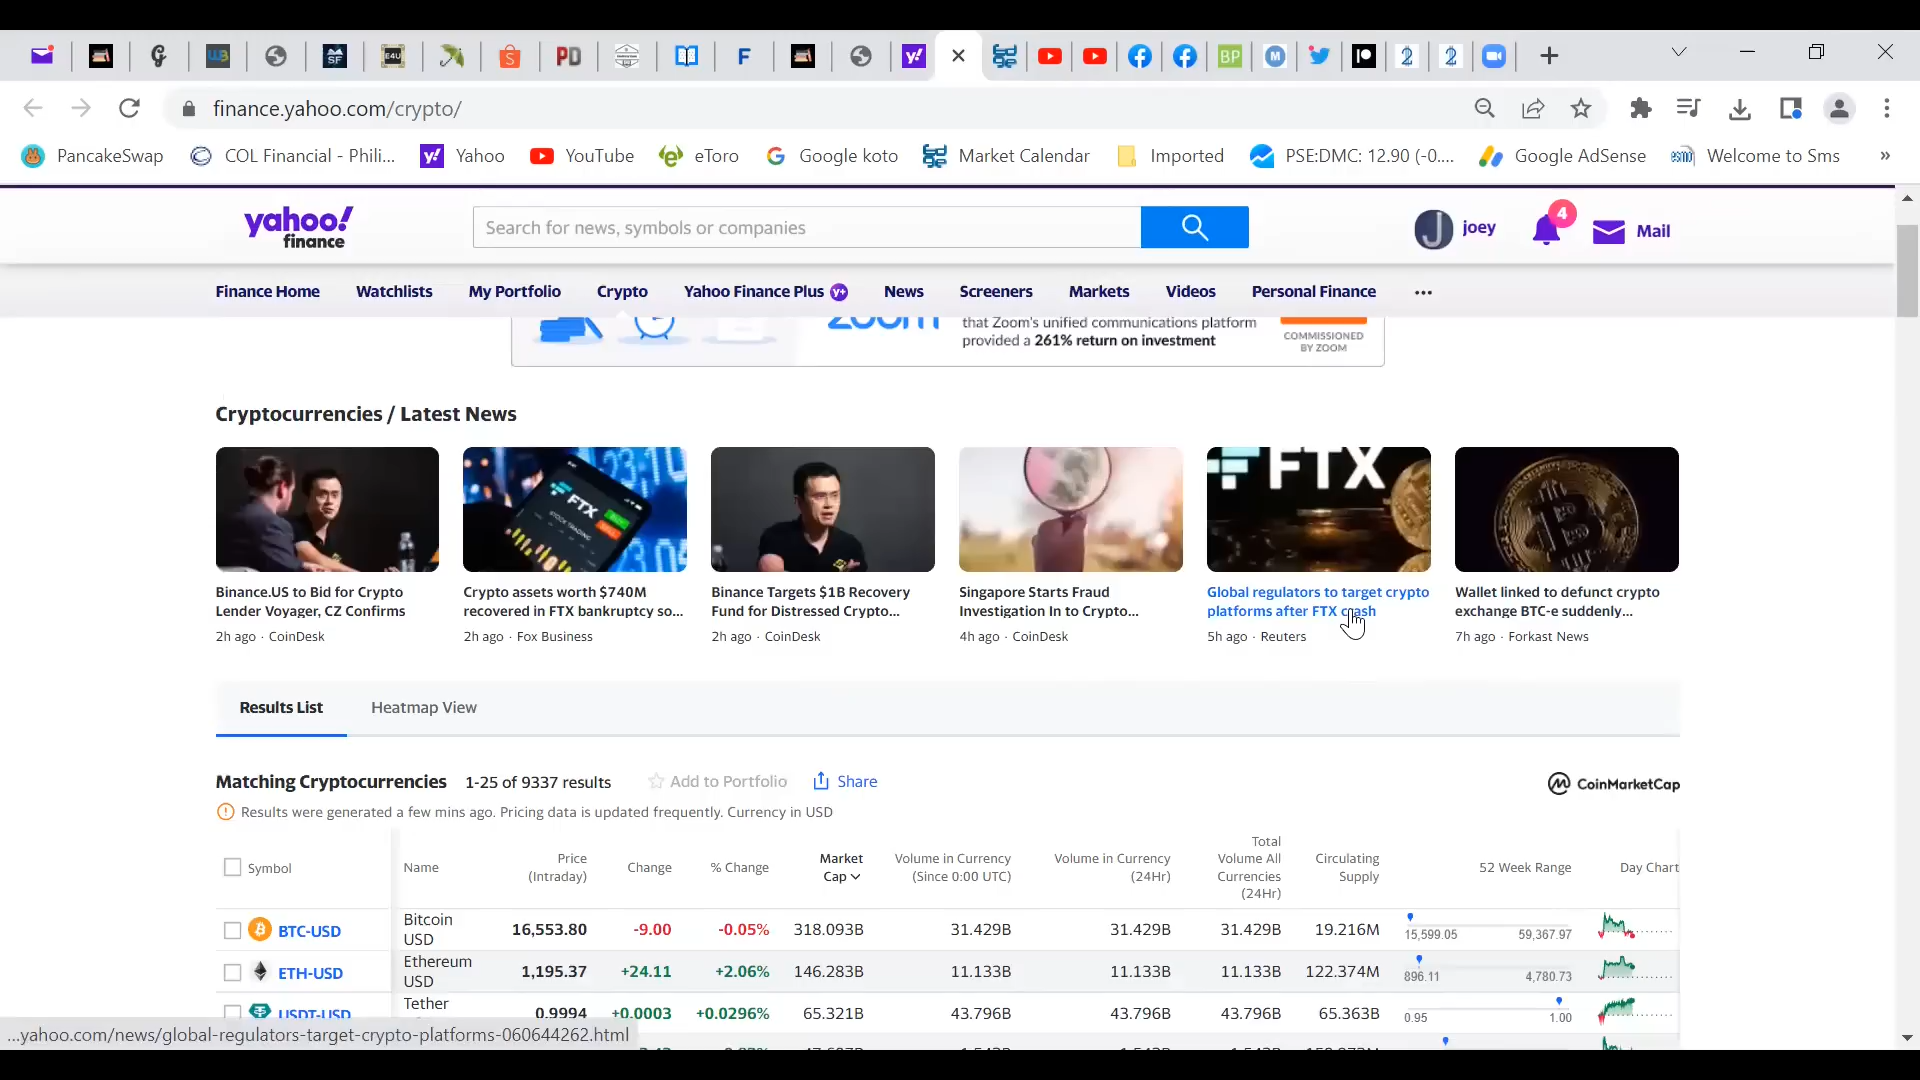 finance.yahoo.com/crypto/
PancakeSwap
COL Financial - Phili...
Yahoo
YouTube
eToro
Google koto
Market Calendar
Imported
PSE:DMC: 12.90 (-0....
Google AdSense
Welcome to Sms
»
yahoo!
finance
Search for news, symbols or companies
joey
4
Mail
Finance Home
Watchlists
My Portfolio
Crypto
Yahoo Finance Plus
News
Screeners
Markets
Videos
Personal Finance
zoom
that Zoom's unified communications platform
provided a 261% return on investment
COMMISSIONED
BY ZOOM
Cryptocurrencies / Latest News
Binance.US to Bid for Crypto
Lender Voyager, CZ Confirms
2h ago · CoinDesk
Crypto assets worth $740M
recovered in FTX bankruptcy so...
2h ago · Fox Business
Binance Targets $1B Recovery
Fund for Distressed Crypto...
2h ago · CoinDesk
Singapore Starts Fraud
Investigation In to Crypto...
4h ago · CoinDesk
Global regulators to target crypto
platforms after FTX crash
5h ago · Reuters
Wallet linked to defunct crypto
exchange BTC-e suddenly...
7h ago · Forkast News
Results List
Heatmap View
Matching Cryptocurrencies 1-25 of 9337 results
Add to Portfolio
Share
CoinMarketCap
Results were generated a few mins ago. Pricing data is updated frequently. Currency in USD
Symbol
Name
Price
(Intraday)
Change
% Change
Market
Cap
Volume in Currency
(Since 0:00 UTC)
Volume in Currency
(24Hr)
Total
Volume All
Currencies
(24Hr)
Circulating
Supply
52 Week Range
Day Chart
BTC-USD
Bitcoin
USD
16,553.80 -9.00 -0.05% 318.093B 31.429B 31.429B 31.429B 19.216M
15,599.05 59,367.97
ETH-USD
Ethereum
USD
1,195.37 +24.11 +2.06% 146.283B 11.133B 11.133B 11.133B 122.374M
896.11 4,780.73
USDT-USD
Tether
0.9994 +0.0003 +0.0296% 65.321B 43.796B 43.796B 43.796B 65.363B
0.95 1.00
...yahoo.com/news/global-regulators-target-crypto-platforms-060644262.html